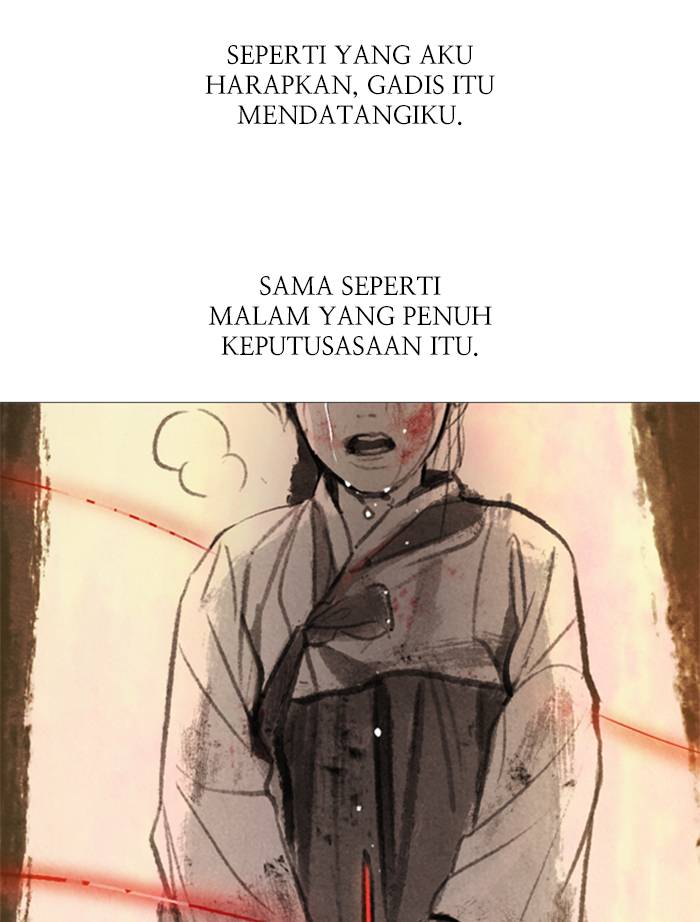 SEPERTI YANG AKU
HARAPKAN, GADIS ITU
MENDATANGIKU.
SAMA SEPERTI
MALAM YANG PENUH
KEPUTUSASAAN ITU.